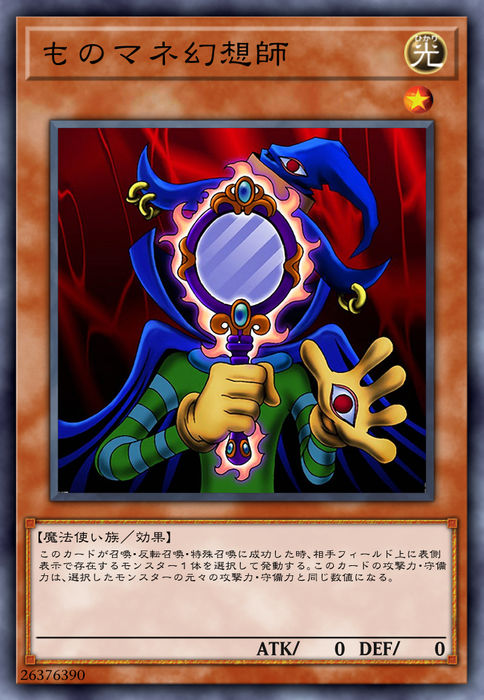 ものマネ幻想師
ひかり
光
【魔法使い族／効果】
このカードが召喚・反転召喚・特殊召喚に成功した時、相手フィールド上に表側
表示で存在するモンスター１体を選択して発動する。このカードの攻撃力・守備
力は、選択したモンスターの元々の攻撃力・守備力と同じ数値になる。
ATK/ 0 DEF/ 0
26376390